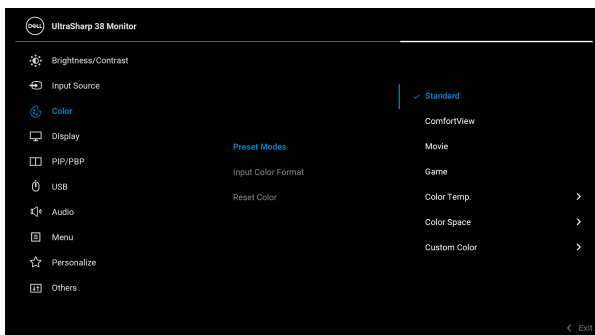 DELL UltraSharp 38 Monitor
Brightness/Contrast
Input Source
Color
Display
PIP/PBP
USB
Audio
Menu
Personalize
Others
Preset Modes
Input Color Format
Reset Color
Standard
ComfortView
Movie
Game
Color Temp.
Color Space
Custom Color
Exit